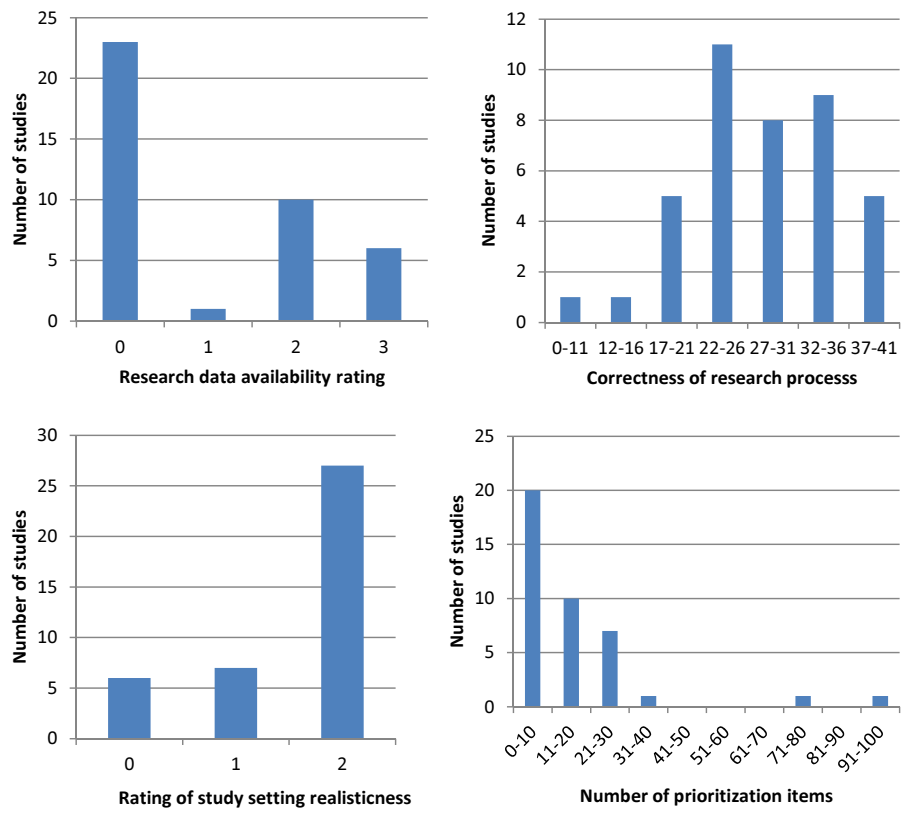 25
20
15
10
5
0
Number of studies
0 1 2 3
Research data availability rating
12
10
8
6
4
2
0
Number of studies
0-11 12-16 17-21 22-26 27-31 32-36 37-41
Correctness of research processs
30
25
20
15
10
5
0
Number of studies
0 1 2
Rating of study setting realisticness
25
20
15
10
5
0
Number of studies
0-10 11-20 21-30 31-40 41-50 51-60 61-70 71-80 81-90 91-100
Number of prioritization items